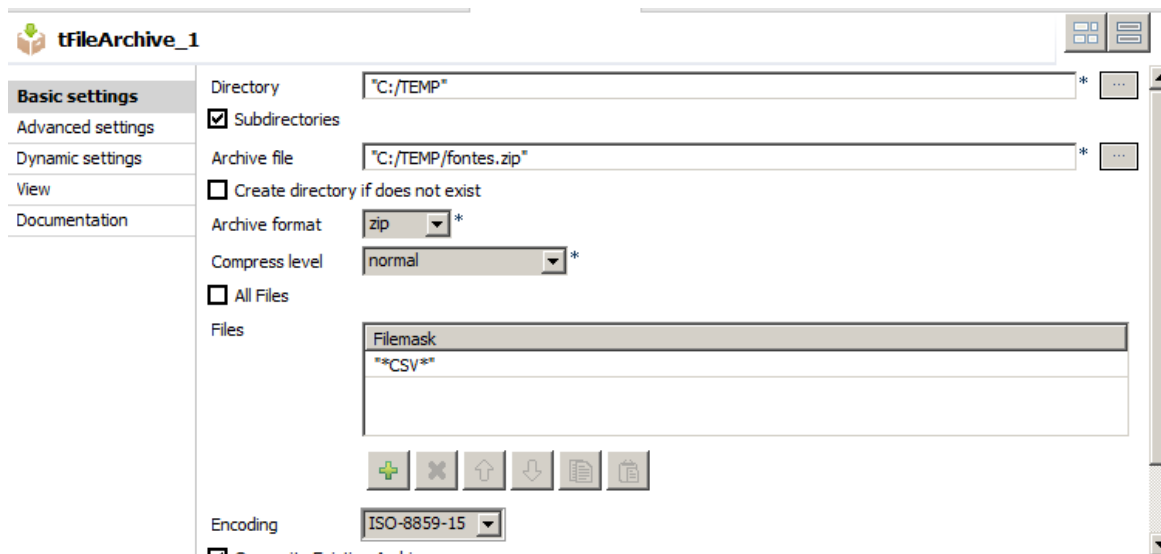 tFileArchive_1
Basic settings
Advanced settings
Dynamic settings
View
Documentation
Directory "C:/TEMP" * ...
Subdirectories
Archive file "C:/TEMP/fontes.zip" * ...
Create directory if does not exist
Archive format zip *
Compress level normal *
All Files
Files
Filemask
"*CSV*"
Encoding ISO-8859-15